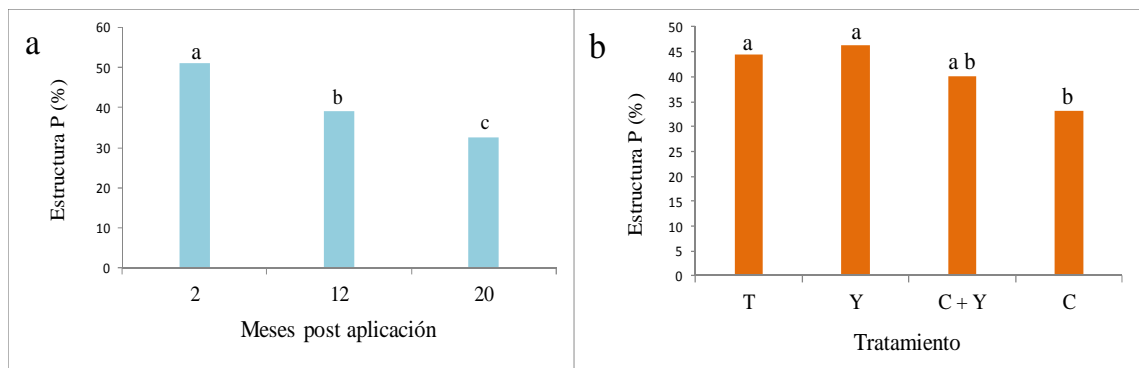 a
Estructura P (%)
60
50
40
30
20
10
0
a
b
c
2 12 20
Meses post aplicación
b
Estructura P (%)
50
45
40
35
30
25
20
15
10
5
0
a
a
a b
b
T Y C + Y C
Tratamiento